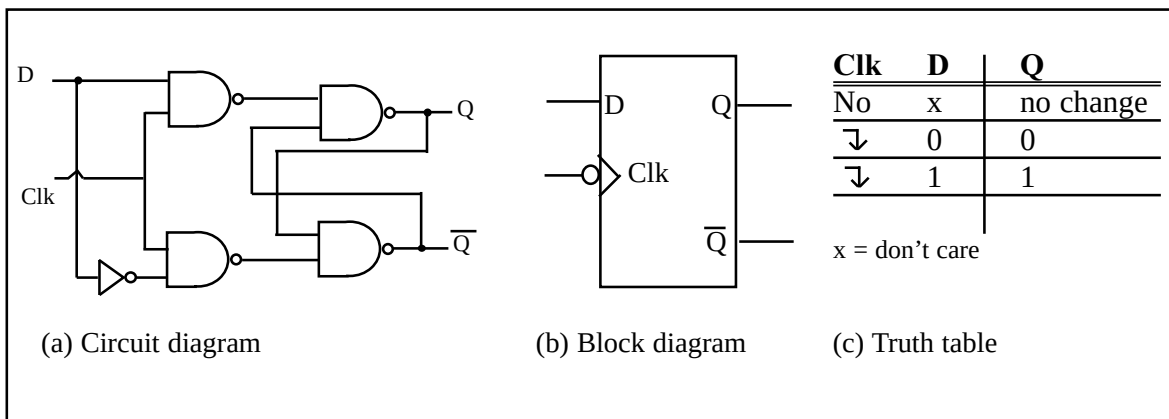 D
Clk
Q
Q̅
(a) Circuit diagram
D
Q
Clk
Q̅
(b) Block diagram
Clk D Q
No x no change
0 0
1 1
x = don't care
(c) Truth table